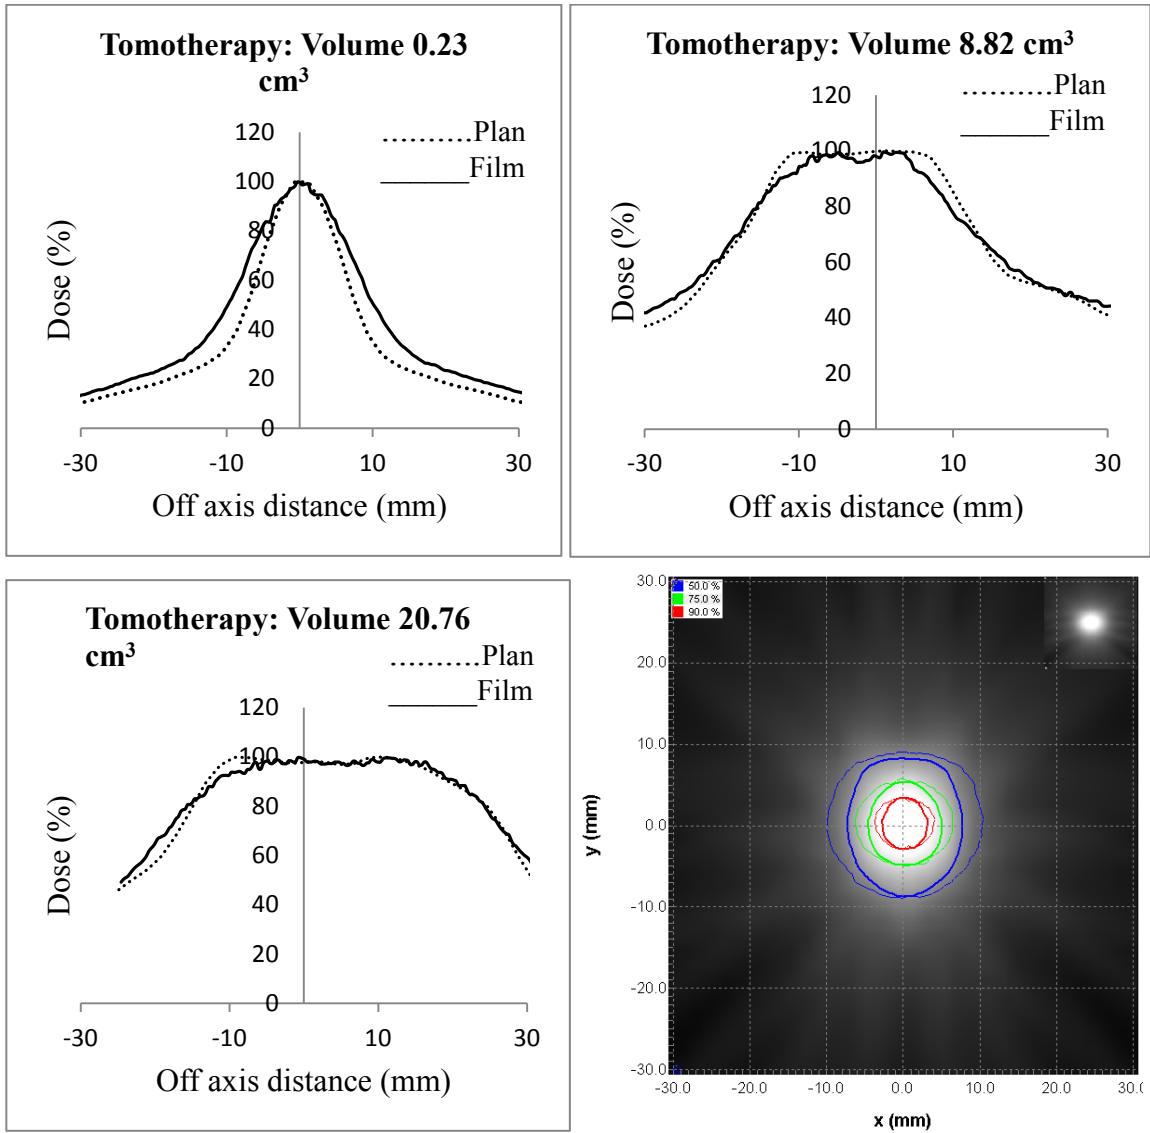 Tomotherapy: Volume 0.23
cm³
..........Plan
_______Film
120
100
80
60
40
20
0
Dose (%)
-30
-10
10
30
Off axis distance (mm)
Tomotherapy: Volume 8.82 cm³
..........Plan
_______Film
120
100
80
60
40
20
0
Dose (%)
-30
-10
10
30
Off axis distance (mm)
Tomotherapy: Volume 20.76
cm³
..........Plan
_______Film
120
100
80
60
40
20
0
Dose (%)
-30
-10
10
30
Off axis distance (mm)
50.0 %
75.0 %
90.0 %
30.0
20.0
10.0
0.0
-10.0
-20.0
-30.0
y (mm)
-30.0
-20.0
-10.0
0.0
10.0
20.0
30.0
x (mm)